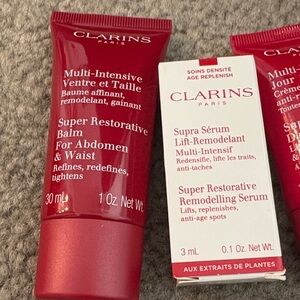 CLARINS
PARIS
Multi-Intensive
Ventre et Taille
Baume affinant,
remodelant, gainant
Super Restorative
Balm
For Abdomen
& Waist
Refines, redefines,
tightens
30 mL 1 Oz. Net Wt.
SOINS DENSITÉ
AGE REPLENISH
CLARINS
PARIS
Supra Sérum
Lift-Remodelant
Multi-Intensif
Redensifie, lifte les traits,
anti-taches
Super Restorative
Remodelling Serum
Lifts, replenishes,
anti-age spots
3 mL 0.1 Oz. Net Wt.
AUX EXTRAITS DE PLANTES
CLA
Jour
Crème